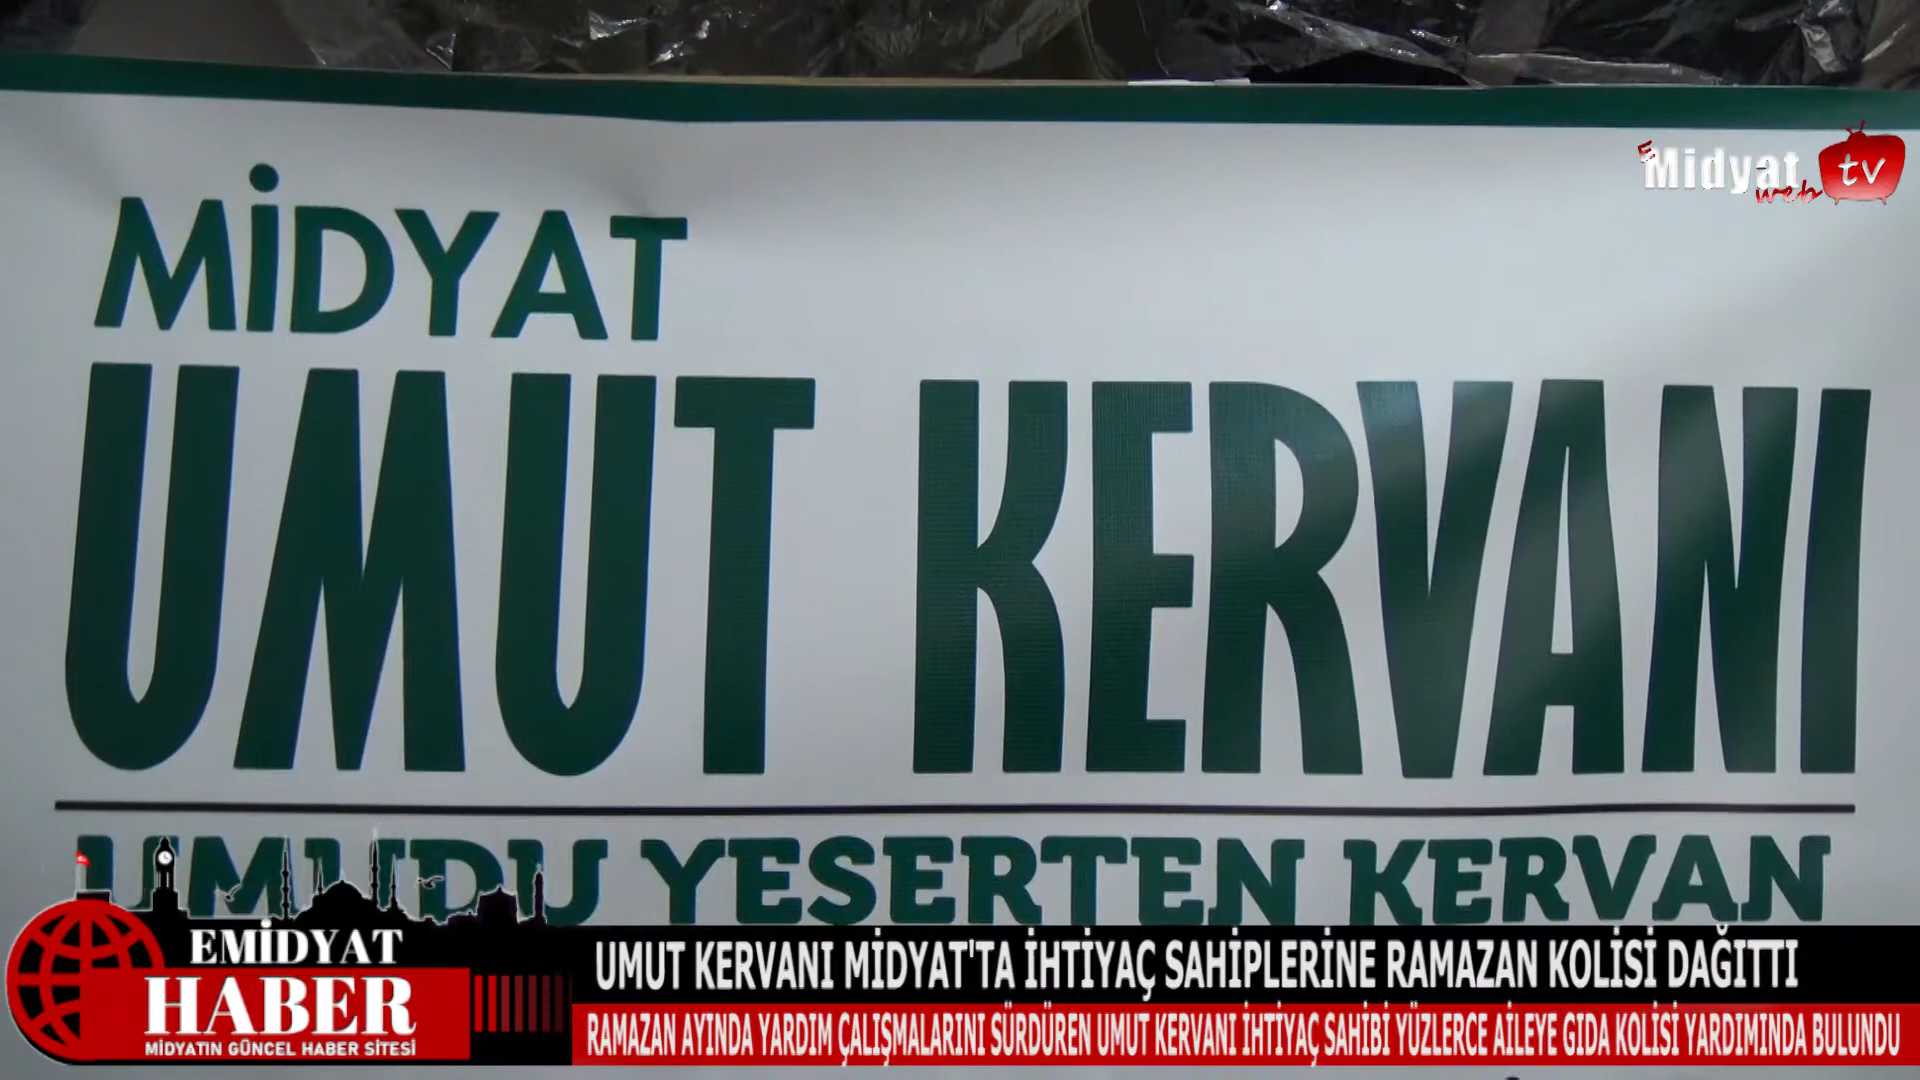 E Midyat web tv
MİDYAT
UMUT KERVANI
UMUDU YEŞERTEN KERVAN
EMİDYAT
HABER
MİDYATIN GÜNCEL HABER SİTESİ
UMUT KERVANI MİDYAT'TA İHTİYAÇ SAHİPLERİNE RAMAZAN KOLİSİ DAĞITTI
RAMAZAN AYINDA YARDIM ÇALIŞMALARINI SÜRDÜREN UMUT KERVANI İHTİYAÇ SAHİBİ YÜZLERCE AİLEYE GIDA KOLİSİ YARDIMINDA BULUNDU